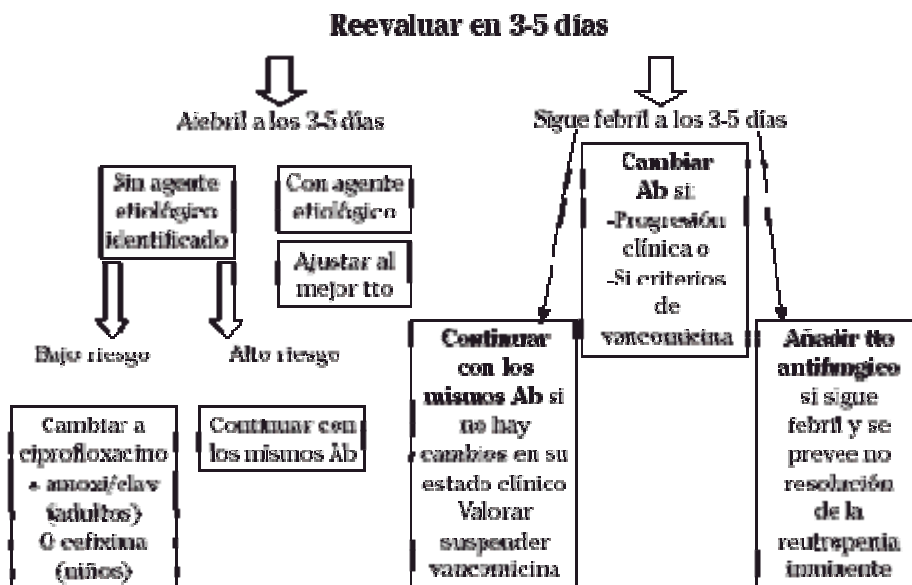 Reevaluar en 3-5 días
Afebril a los 3-5 días
Sigue febril a los 3-5 días
Sin agente
etiológico
identificado
Con agente
etiológico
Ajustar al
mejor tto
Cambiar
Ab si:
-Progresión
clínica o
-Si criterios
de
vancomicina
Bajo riesgo
Alto riesgo
Cambiar a
ciprofloxacino
+ amoxi/clav
(adultos)
O cefixima
(niños)
Continuar con
los mismos Ab
Continuar
con los
mismos Ab si
no hay
cambios en su
estado clínico
Valorar
suspender
vancomicina
Añadir tto
antifungico
si sigue
febril y se
prevee no
resolución
de la
neutropenia
inminente